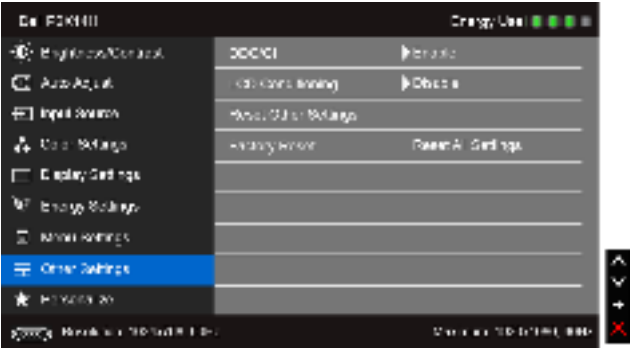 Energy Use
Brightness/Contrast
DDC/CI
Enable
Auto Adjust
LCD Conditioning
Disable
Input Source
Reset Other Settings
Color Settings
Factory Reset
Reset All Settings
Display Settings
Energy Settings
Menu Settings
Other Settings
Personalize